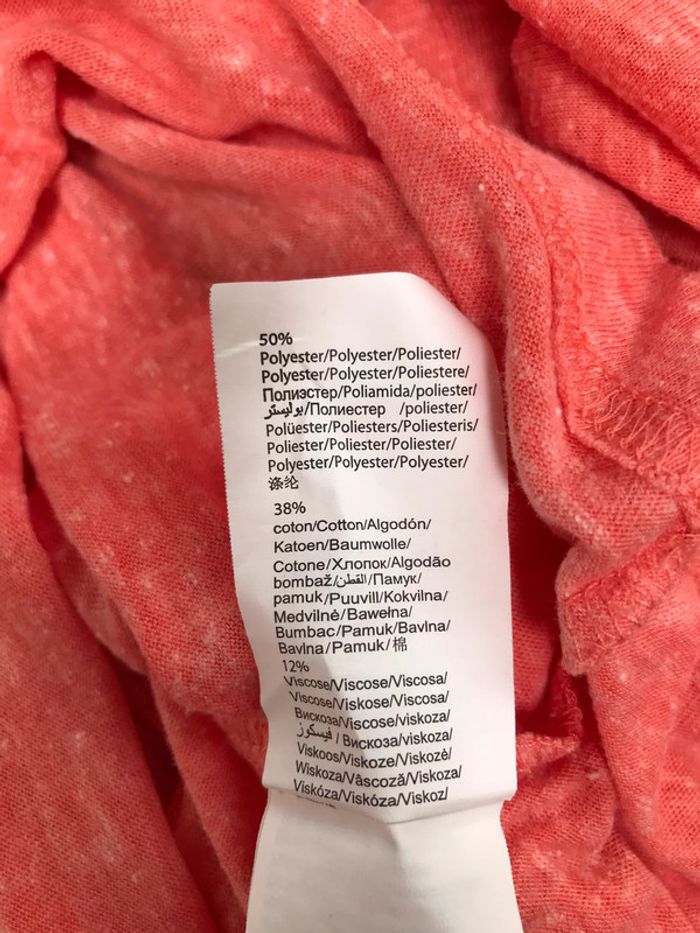 50%
Polyester/Polyester/Poliester/
Polyester/Polyester/Poliestere/
Полиэстер/Poliamida/poliester/
بوليستر/Полиестер /poliester/
Polüester/Poliesters/Poliesteris/
Poliester/Poliester/Poliester/
Polyester/Polyester/Polyester/
涤纶
38%
coton/Cotton/Algodón/
Katoen/Baumwolle/
Cotone/Хлопок/Algodão
bombaž/القطن/Памук/
pamuk/Puuvill/Kokvilna/
Medvilnė/Bawełna/
Bumbac/Pamuk/Bavlna/
Bavlna/Pamuk/棉
12%
Viscose/Viscose/Viscosa/
Viscose/Viskose/Viscosa/
Вискоза/Viscose/viskoza/
فيسكوز / Вискоза/viskoza/
Viskoos/Viskoze/Viskozė/
Wiskoza/Vâscoză/Viskoza/
Viskóza/Viskóza/Viskoz/